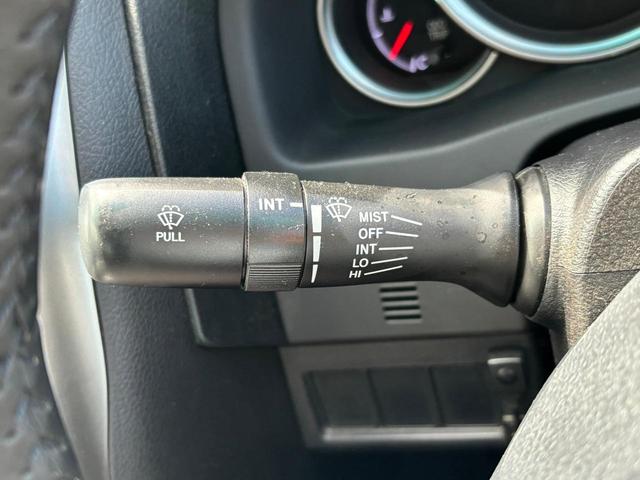 PULL
INT
MIST
OFF
INT
LO
HI
C